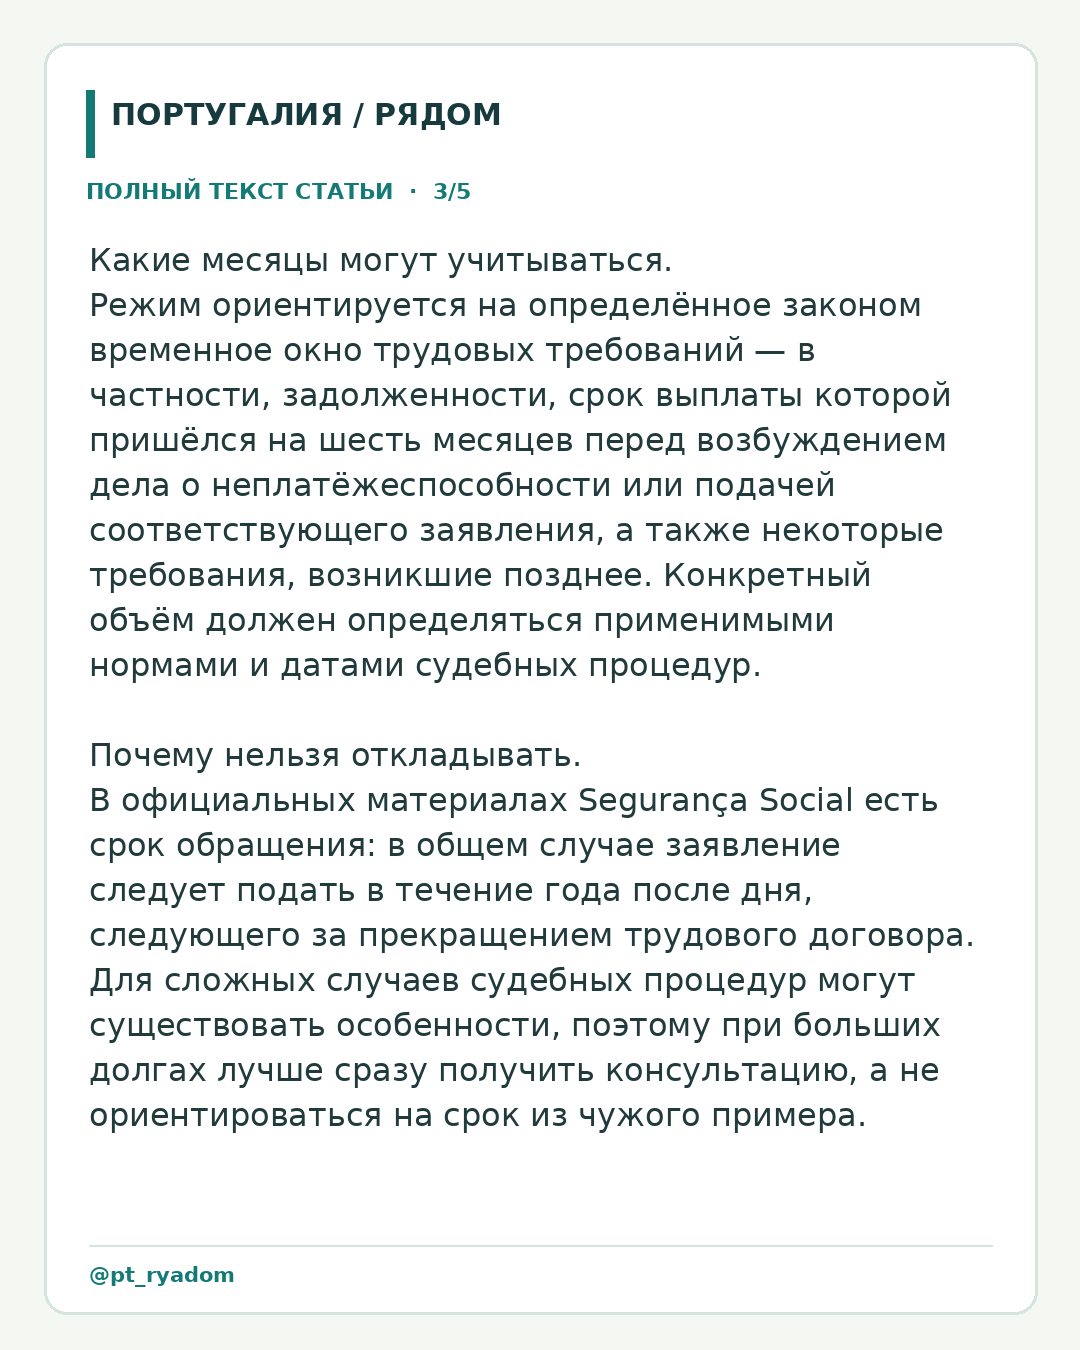 ПОРТУГАЛИЯ / РЯДОМ
ПОЛНЫЙ ТЕКСТ СТАТЬИ · 3/5
Какие месяцы могут учитываться.
Режим ориентируется на определённое законом
временное окно трудовых требований — в
частности, задолженности, срок выплаты которой
пришёлся на шесть месяцев перед возбуждением
дела о неплатёжеспособности или подачей
соответствующего заявления, а также некоторые
требования, возникшие позднее. Конкретный
объём должен определяться применимыми
нормами и датами судебных процедур.
Почему нельзя откладывать.
В официальных материалах Segurança Social есть
срок обращения: в общем случае заявление
следует подать в течение года после дня,
следующего за прекращением трудового договора.
Для сложных случаев судебных процедур могут
существовать особенности, поэтому при больших
долгах лучше сразу получить консультацию, а не
ориентироваться на срок из чужого примера.
@pt_ryadom